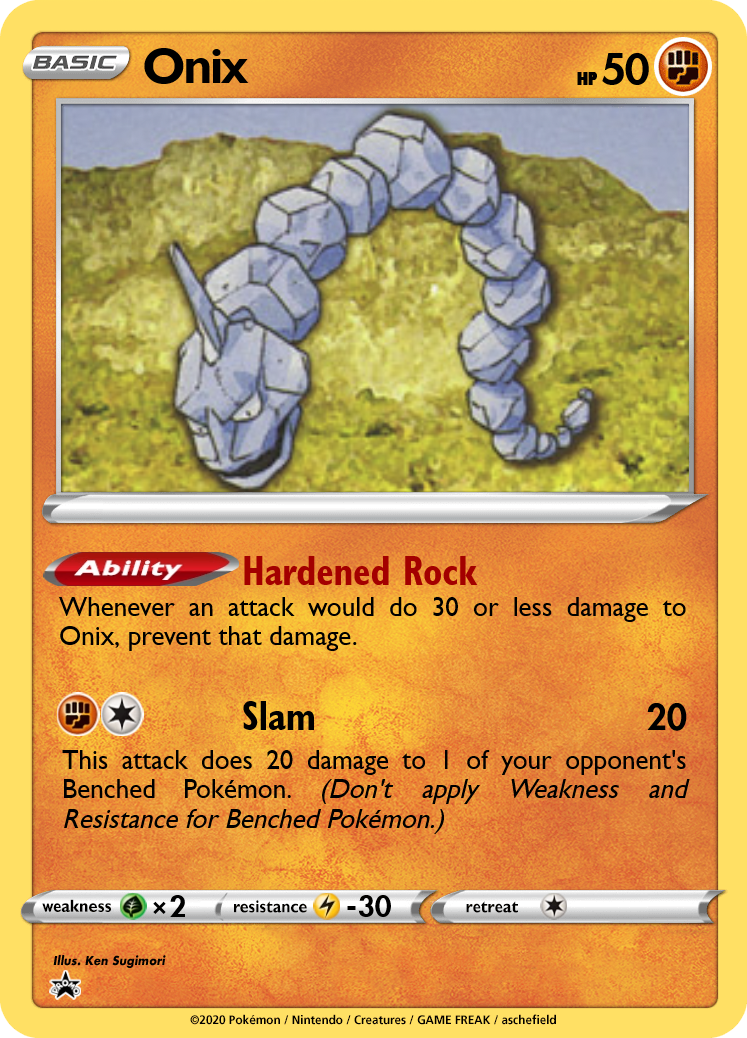 BASIC Onix HP 50
Ability Hardened Rock
Whenever an attack would do 30 or less damage to
Onix, prevent that damage.
Slam 20
This attack does 20 damage to 1 of your opponent's
Benched Pokémon. (Don't apply Weakness and
Resistance for Benched Pokémon.)
weakness ×2 resistance -30 retreat
Illus. Ken Sugimori
PROMO
©2020 Pokémon / Nintendo / Creatures / GAME FREAK / aschefield